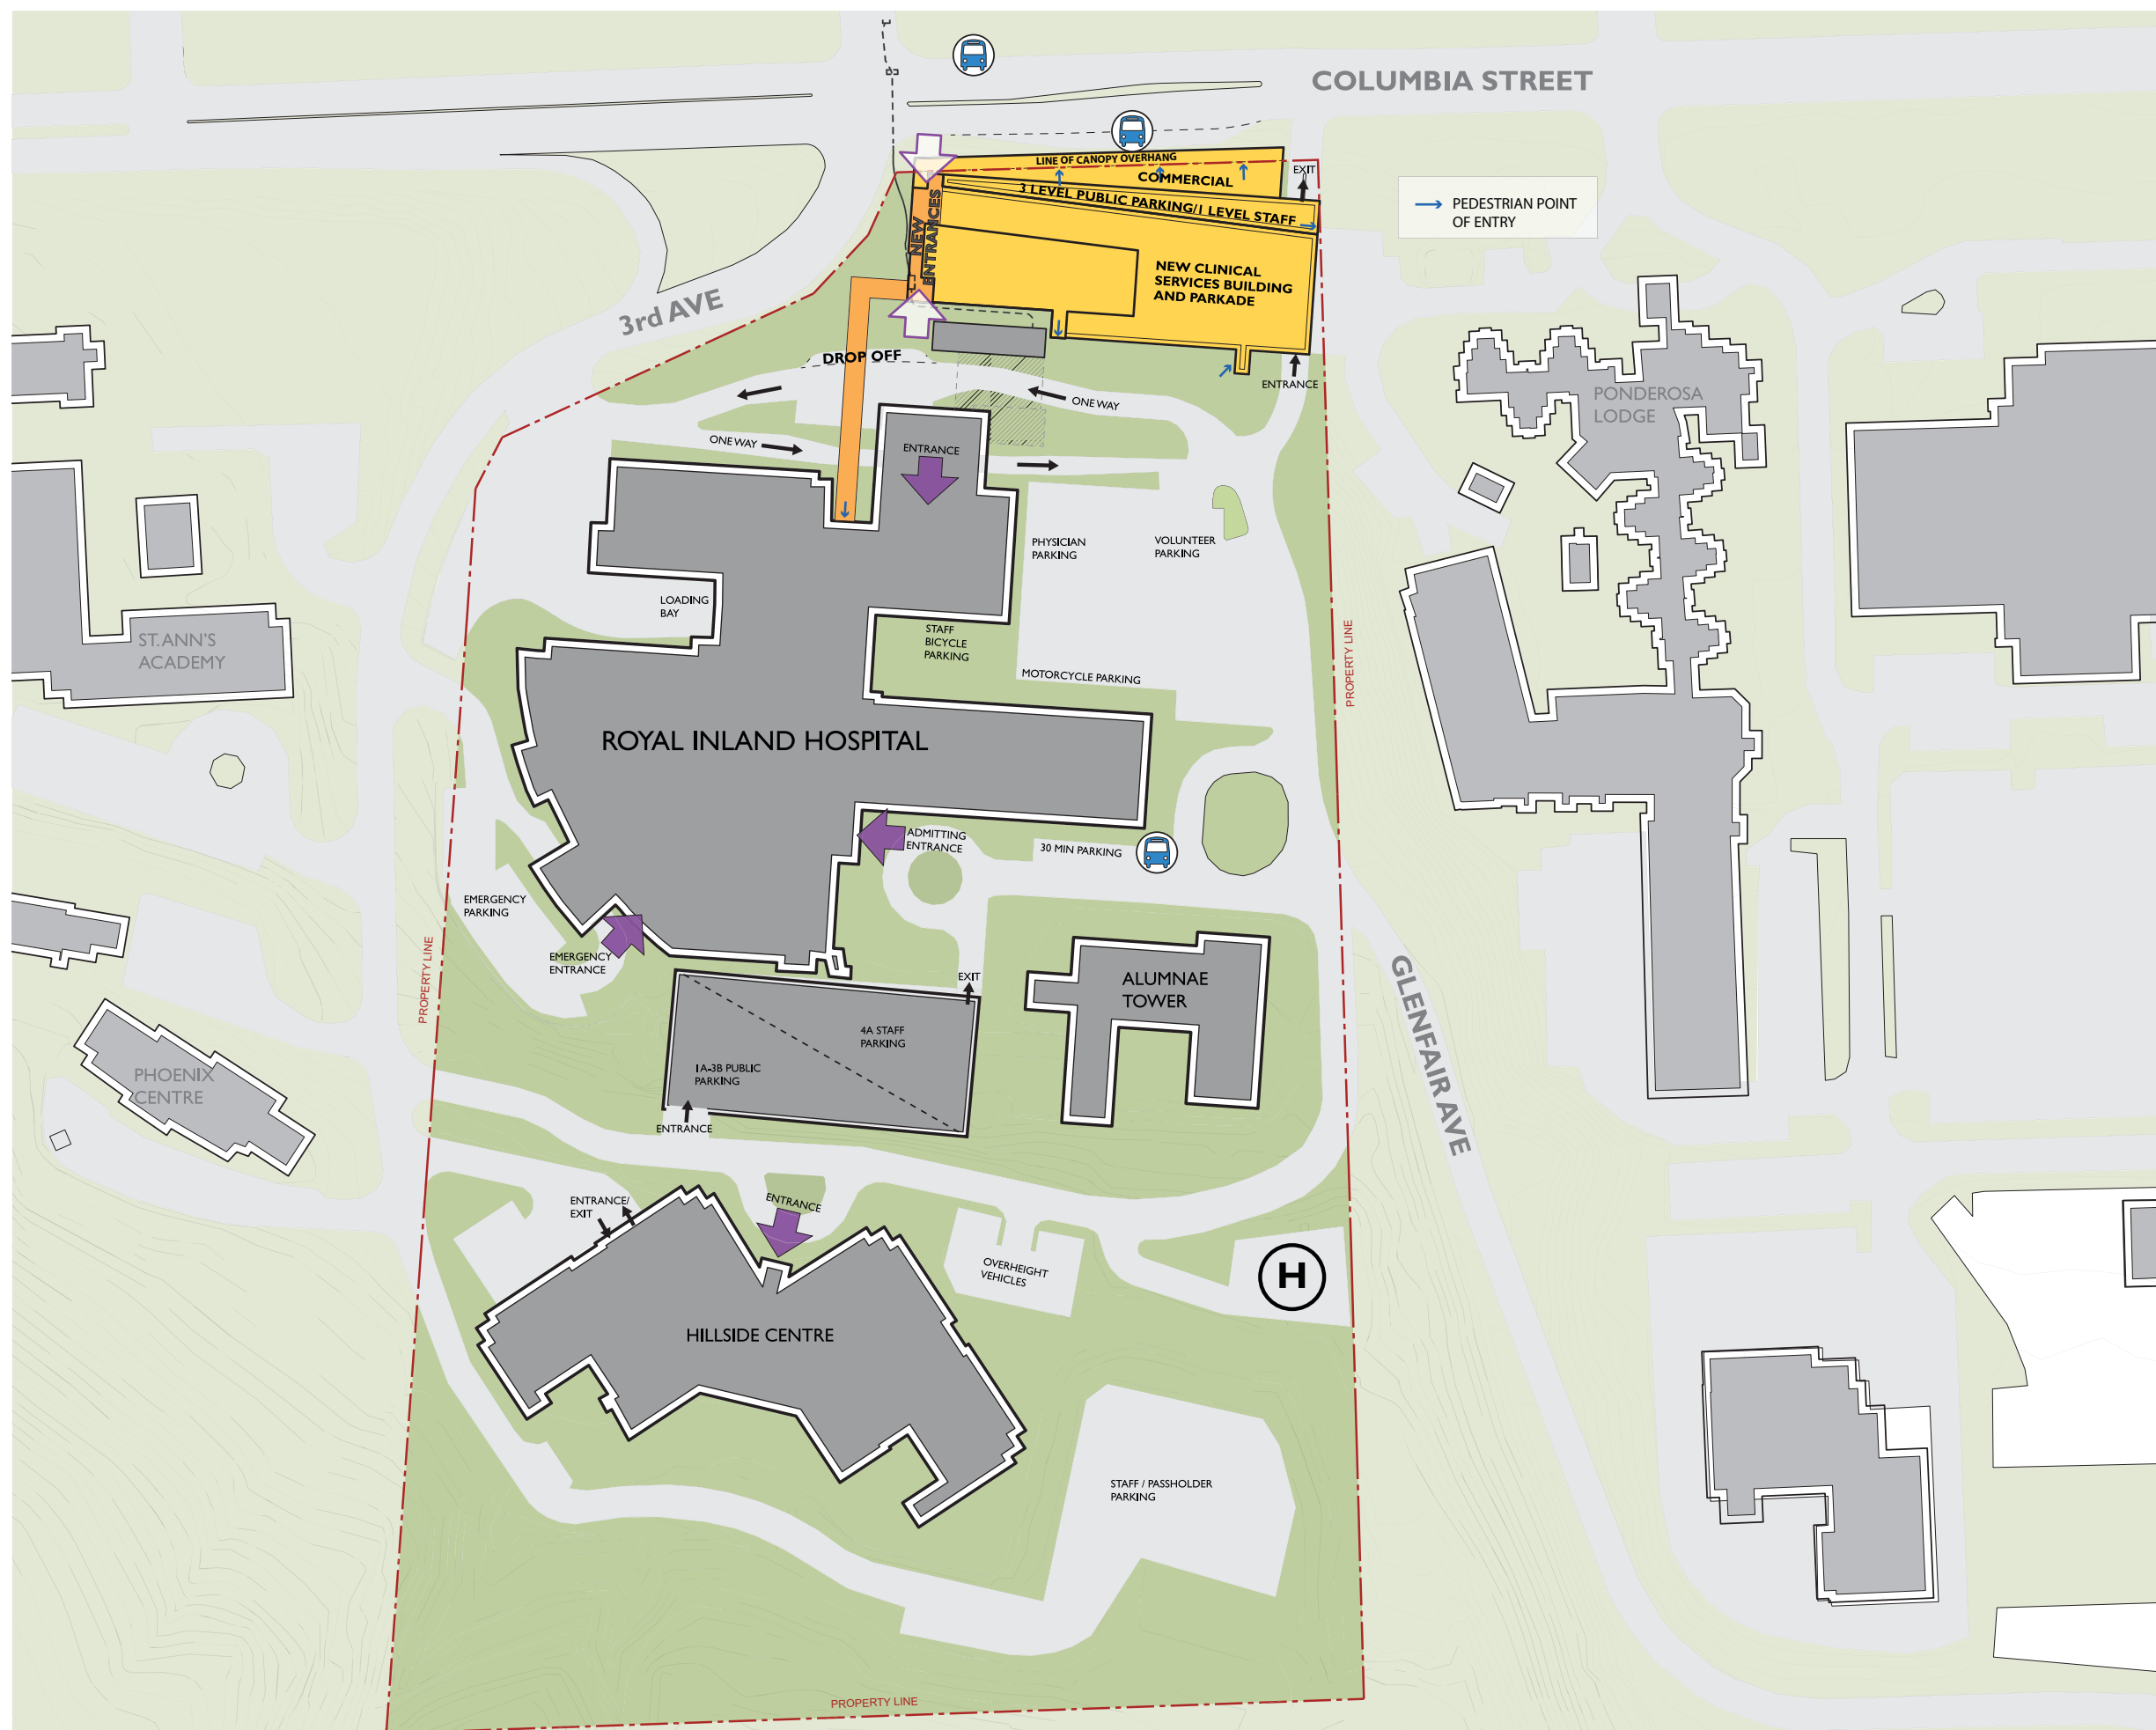 COLUMBIA STREET
LINE OF CANOPY OVERHANG
COMMERCIAL
EXIT
3 LEVEL PUBLIC PARKING/1 LEVEL STAFF
PEDESTRIAN POINT
OF ENTRY
NEW
ENTRANCES
NEW CLINICAL
SERVICES BUILDING
AND PARKADE
3rd AVE
DROP OFF
ENTRANCE
ONE WAY
ONE WAY
ENTRANCE
PONDEROSA
LODGE
PHYSICIAN
PARKING
VOLUNTEER
PARKING
LOADING
BAY
STAFF
BICYCLE
PARKING
ST.ANN'S
ACADEMY
MOTORCYCLE PARKING
PROPERTY LINE
ROYAL INLAND HOSPITAL
ADMITTING
ENTRANCE
30 MIN PARKING
EMERGENCY
PARKING
EMERGENCY
ENTRANCE
PROPERTY LINE
EXIT
ALUMNAE
TOWER
GLENFAIR AVE
4A STAFF
PARKING
1A-3B PUBLIC
PARKING
PHOENIX
CENTRE
ENTRANCE
ENTRANCE/
EXIT
ENTRANCE
OVERHEIGHT
VEHICLES
H
HILLSIDE CENTRE
STAFF / PASSHOLDER
PARKING
PROPERTY LINE